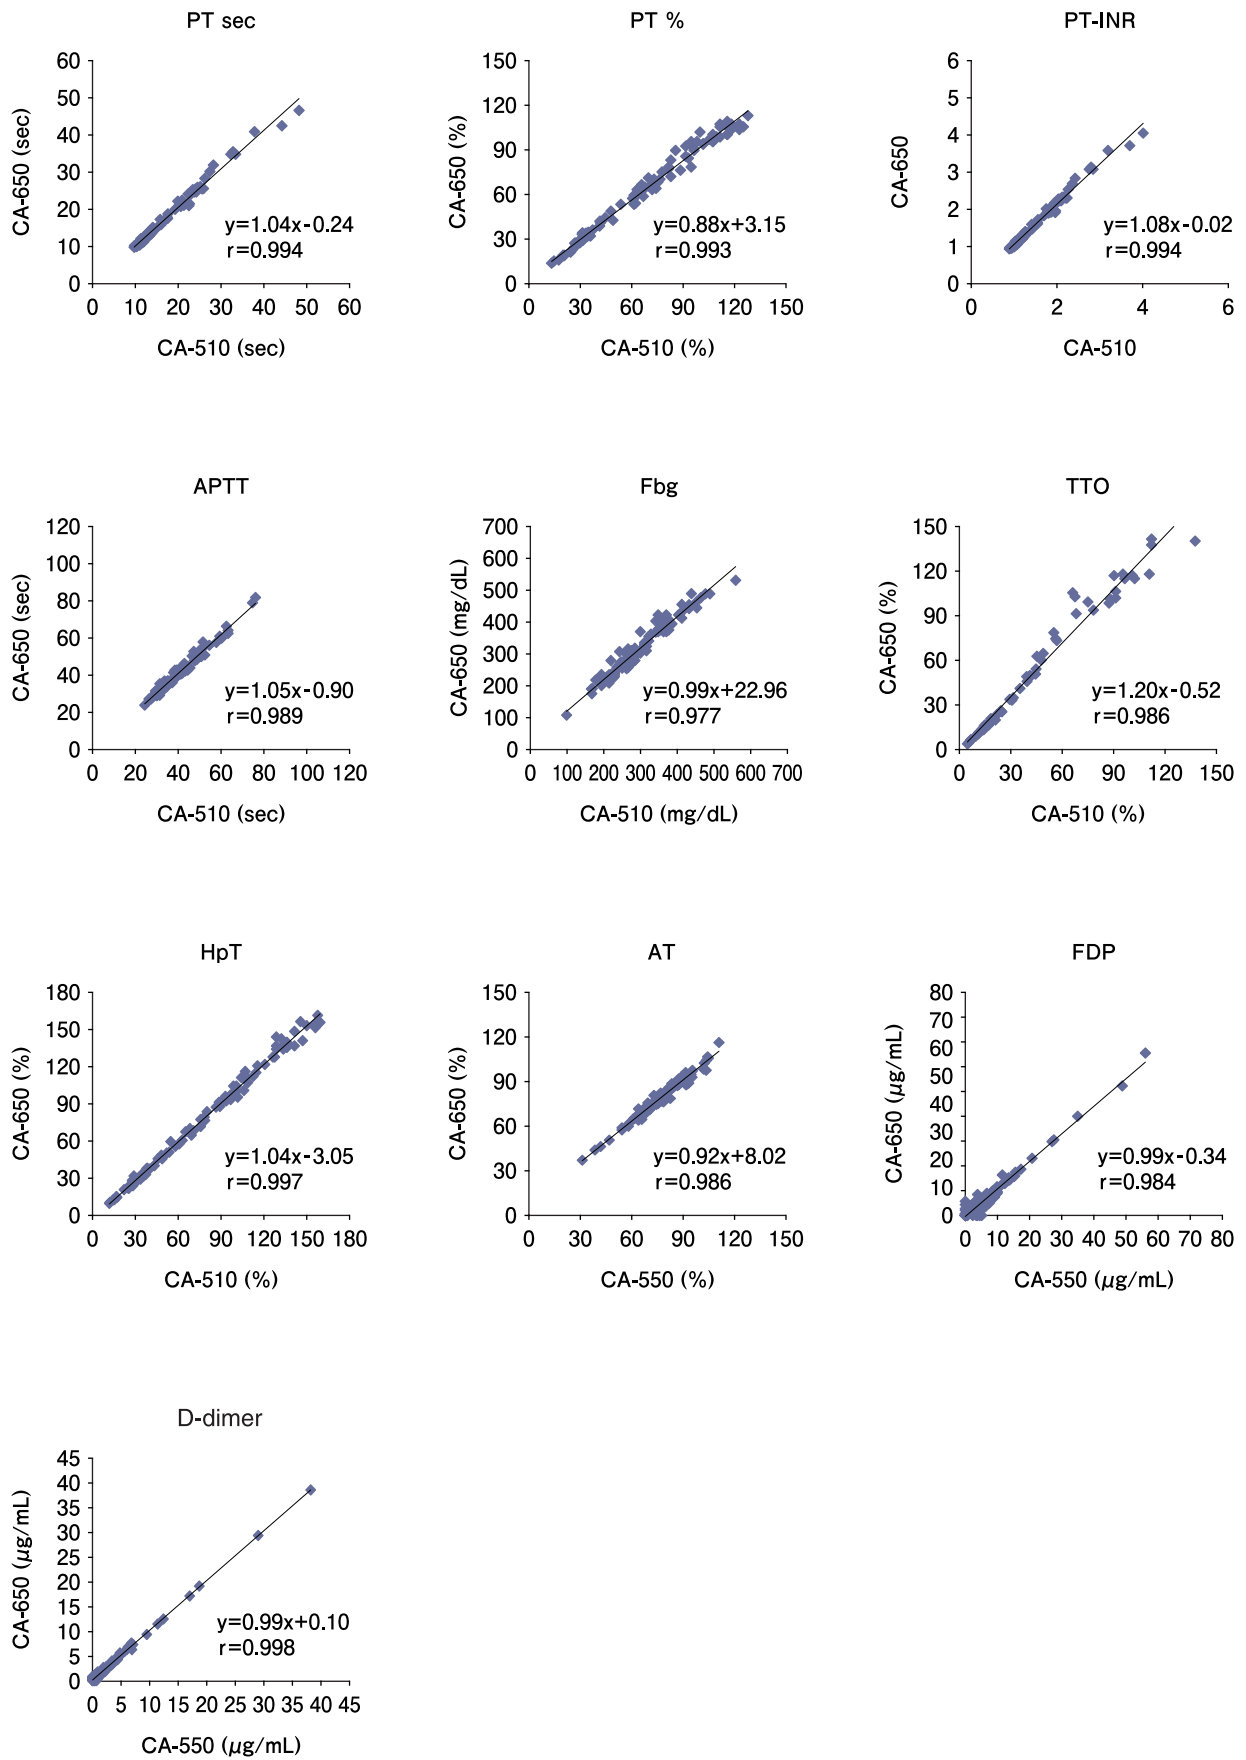 PT sec
60
50
40
30
20
10
0
CA-650 (sec)
y=1.04x-0.24
r=0.994
0 10 20 30 40 50 60
CA-510 (sec)
PT %
150
120
90
60
30
0
CA-650 (%)
y=0.88x+3.15
r=0.993
0 30 60 90 120 150
CA-510 (%)
PT-INR
6
5
4
3
2
1
0
CA-650
y=1.08x-0.02
r=0.994
0 2 4 6
CA-510
APTT
120
100
80
60
40
20
0
CA-650 (sec)
y=1.05x-0.90
r=0.989
0 20 40 60 80 100 120
CA-510 (sec)
Fbg
700
600
500
400
300
200
100
0
CA-650 (mg/dL)
y=0.99x+22.96
r=0.977
0 100 200 300 400 500 600 700
CA-510 (mg/dL)
TTO
150
120
90
60
30
0
CA-650 (%)
y=1.20x-0.52
r=0.986
0 30 60 90 120 150
CA-510 (%)
HpT
180
150
120
90
60
30
0
CA-650 (%)
y=1.04x-3.05
r=0.997
0 30 60 90 120 150 180
CA-510 (%)
AT
150
120
90
60
30
0
CA-650 (%)
y=0.92x+8.02
r=0.986
0 30 60 90 120 150
CA-550 (%)
FDP
80
70
60
50
40
30
20
10
0
CA-650 (μg/mL)
y=0.99x-0.34
r=0.984
0 10 20 30 40 50 60 70 80
CA-550 (μg/mL)
D-dimer
45
40
35
30
25
20
15
10
5
0
CA-650 (μg/mL)
y=0.99x+0.10
r=0.998
0 5 10 15 20 25 30 35 40 45
CA-550 (μg/mL)